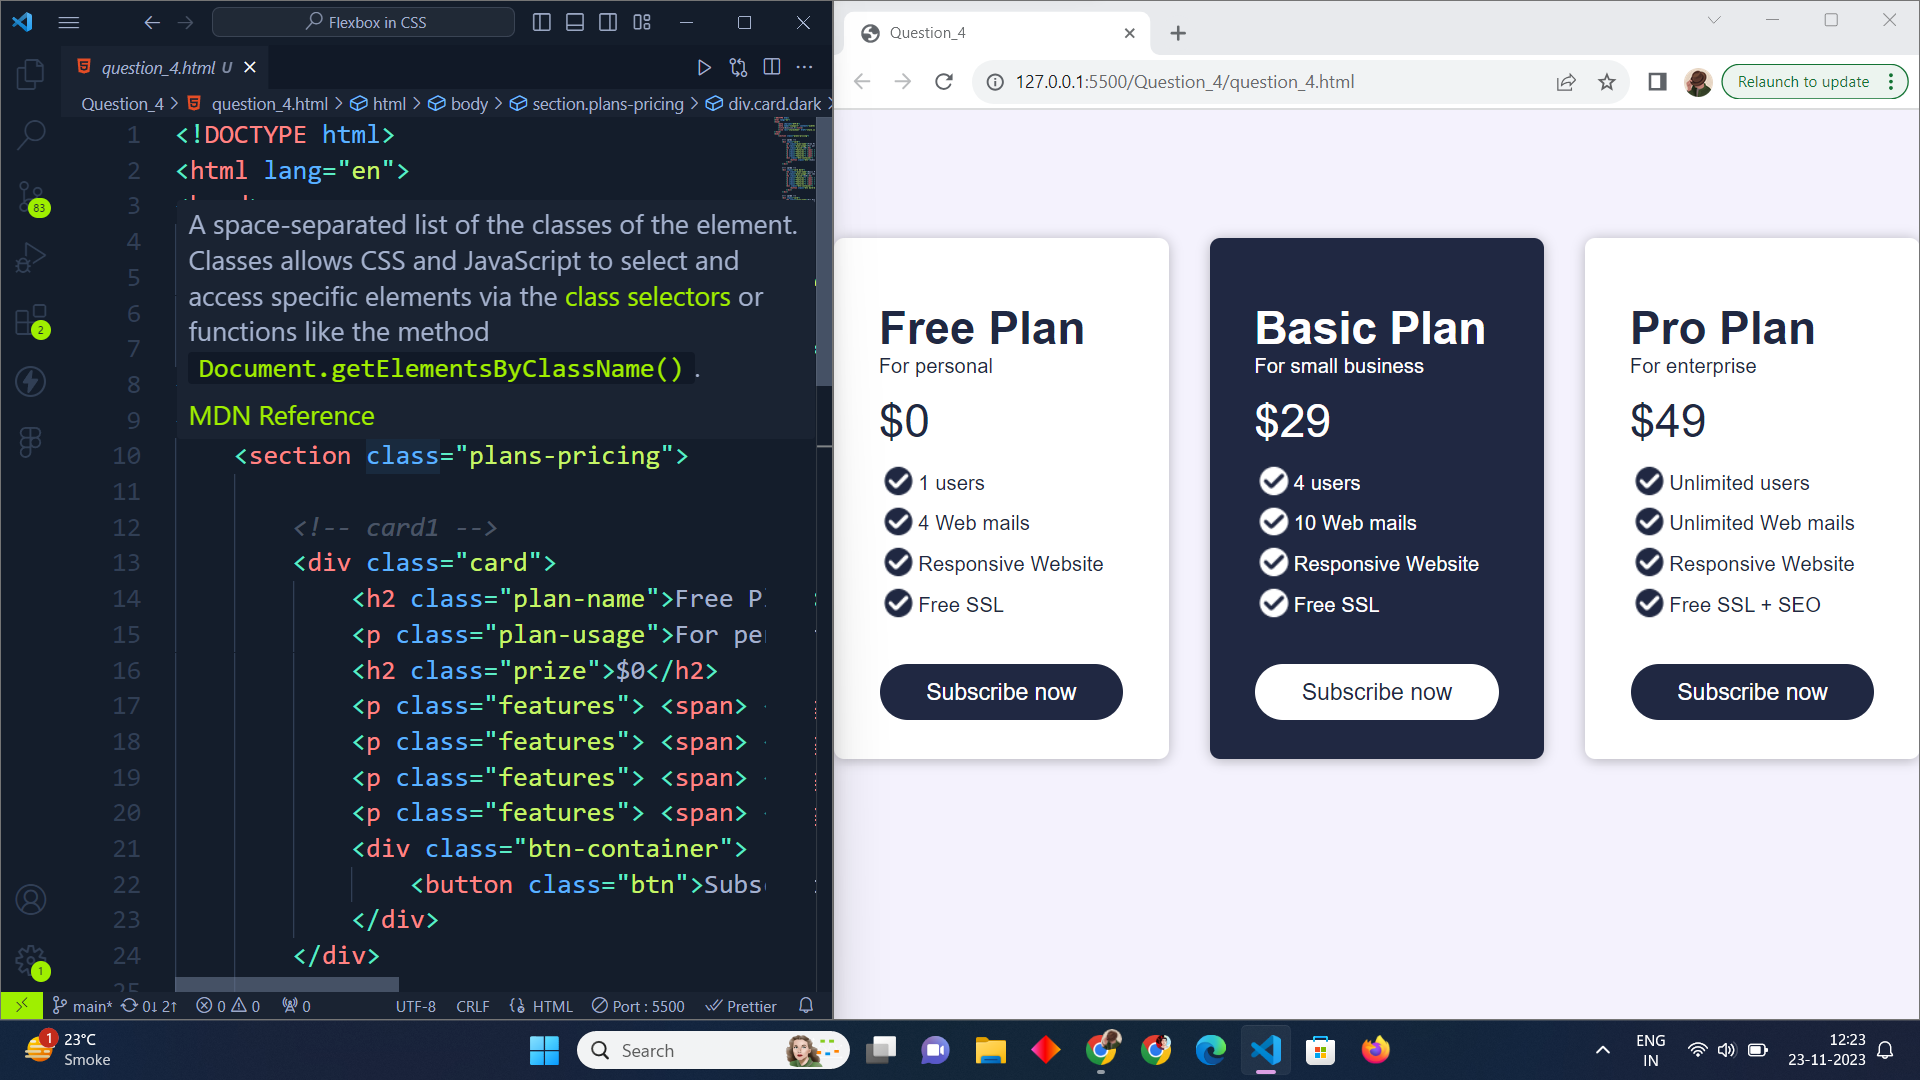 Flexbox in CSS
question_4.html U
Question_4 > question_4.html > html > body > section.plans-pricing > div.card.dark >
1 <!DOCTYPE html>
2 <html lang="en">
3
4
5
6
7
8
9
A space-separated list of the classes of the element.
Classes allows CSS and JavaScript to select and
access specific elements via the class selectors or
functions like the method
Document.getElementsByClassName() .
MDN Reference
10 <section class="plans-pricing">
11
12 <!-- card1 -->
13 <div class="card">
14 <h2 class="plan-name">Free P
15 <p class="plan-usage">For pe
16 <h2 class="prize">$0</h2>
17 <p class="features"> <span>
18 <p class="features"> <span>
19 <p class="features"> <span>
20 <p class="features"> <span>
21 <div class="btn-container">
22 <button class="btn">Subs
23 </div>
24 </div>
25
83
2
1
main* 0↓ 2↑ 0 0 0 UTF-8 CRLF HTML Port : 5500 Prettier
Question_4
127.0.0.1:5500/Question_4/question_4.html
Relaunch to update
Free Plan
For personal
$0
1 users
4 Web mails
Responsive Website
Free SSL
Subscribe now
Basic Plan
For small business
$29
4 users
10 Web mails
Responsive Website
Free SSL
Subscribe now
Pro Plan
For enterprise
$49
Unlimited users
Unlimited Web mails
Responsive Website
Free SSL + SEO
Subscribe now
1
23°C
Smoke
Search
ENG
IN
12:23
23-11-2023